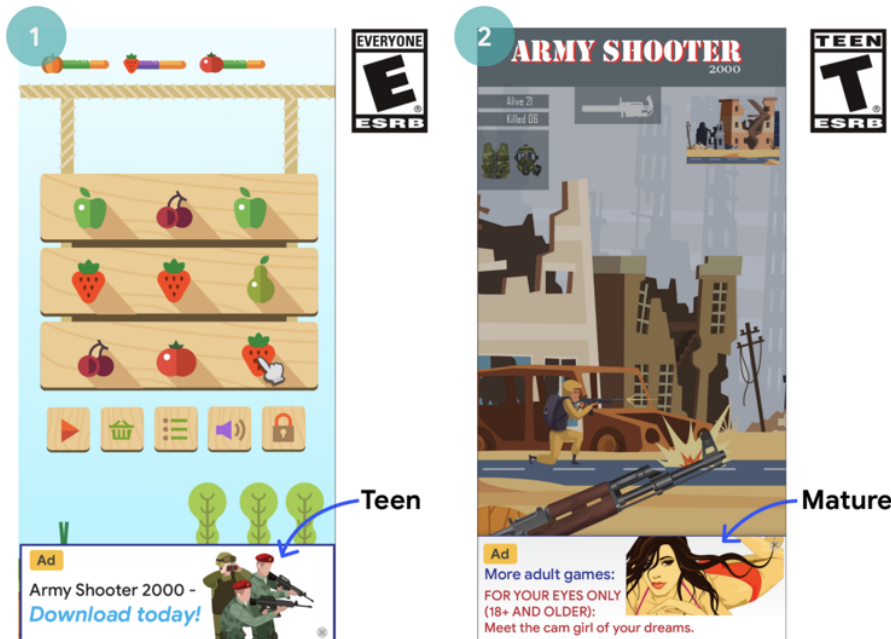 1
EVERYONE
E
®
ESRB
Teen
Ad
Army Shooter 2000 -
Download today!
2
ARMY SHOOTER
2000
TEEN
T
®
ESRB
Alive 21
Killed 06
Mature
Ad
More adult games:
FOR YOUR EYES ONLY
(18+ AND OLDER):
Meet the cam girl of your dreams.